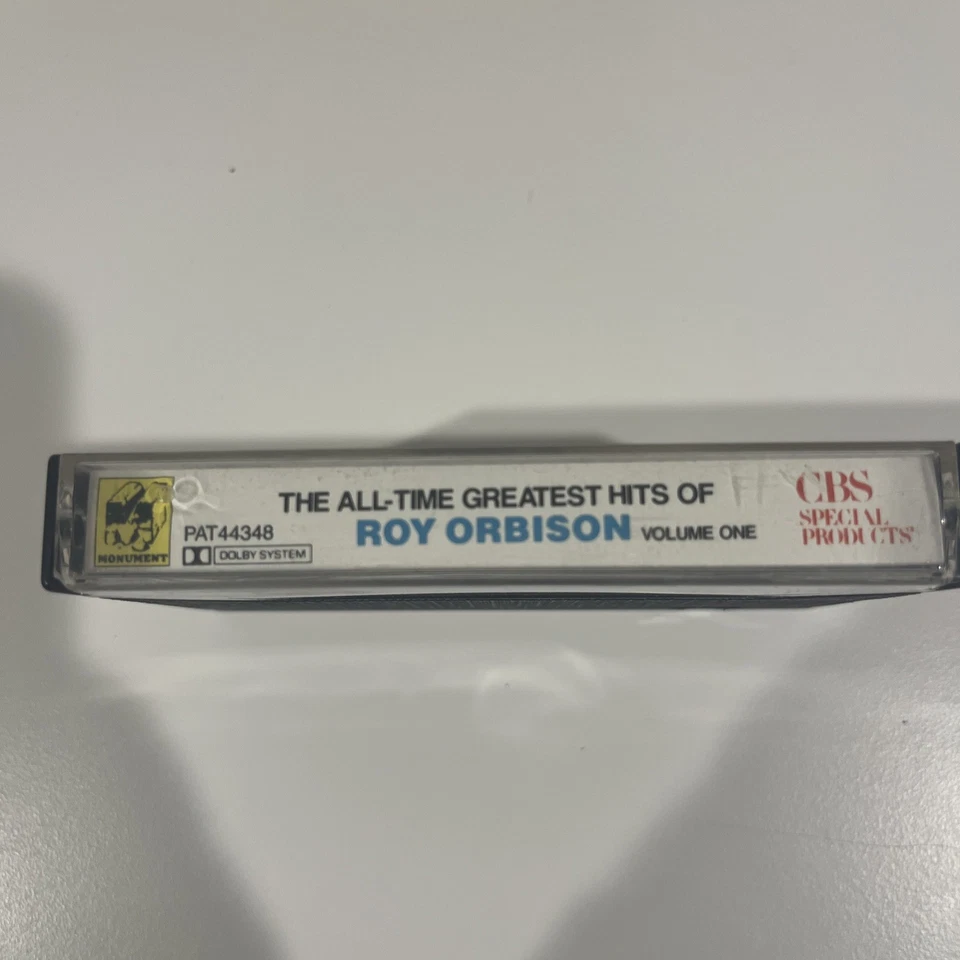 MONUMENT
PAT44348
DOLBY SYSTEM
THE ALL-TIME GREATEST HITS OF
ROY ORBISON VOLUME ONE
CBS
SPECIAL
PRODUCTS